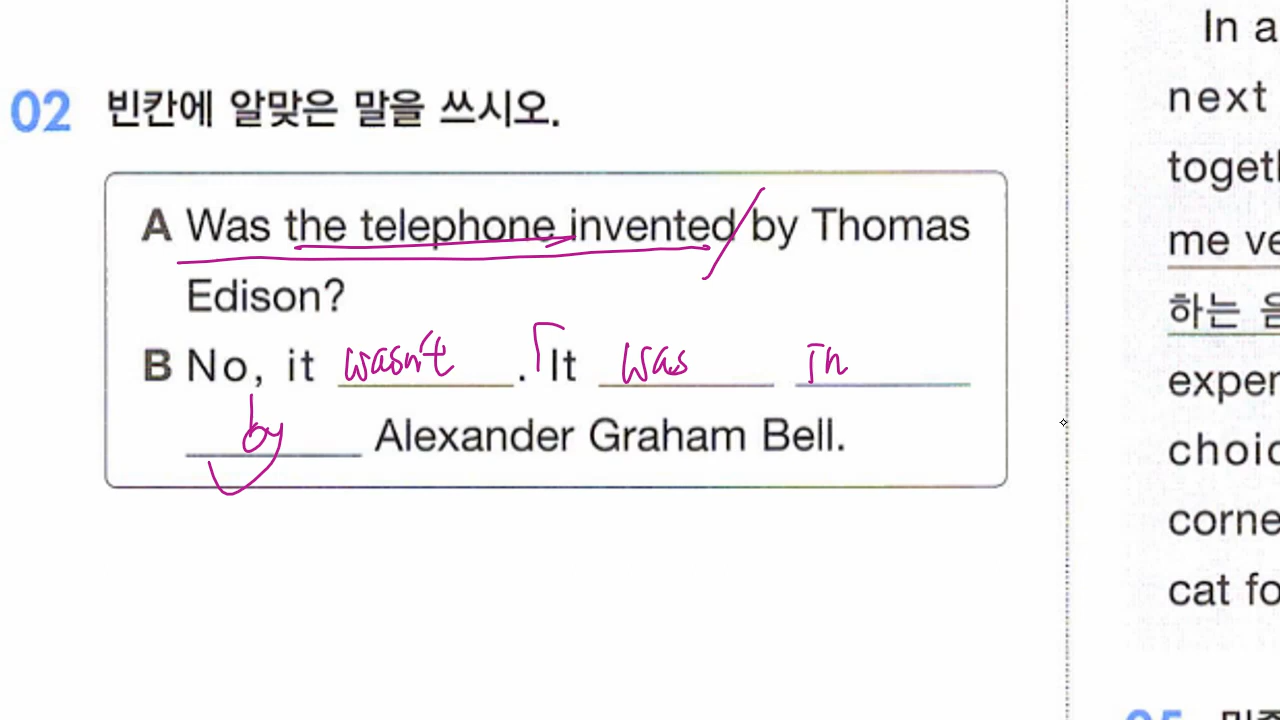 02 빈칸에 알맞은 말을 쓰시오.
A Was the telephone invented by Thomas
Edison?
B No, it wasn't. It was in
by Alexander Graham Bell.
In a
next
togeth
me ve
하는 음
exper
choic
corne
cat fo